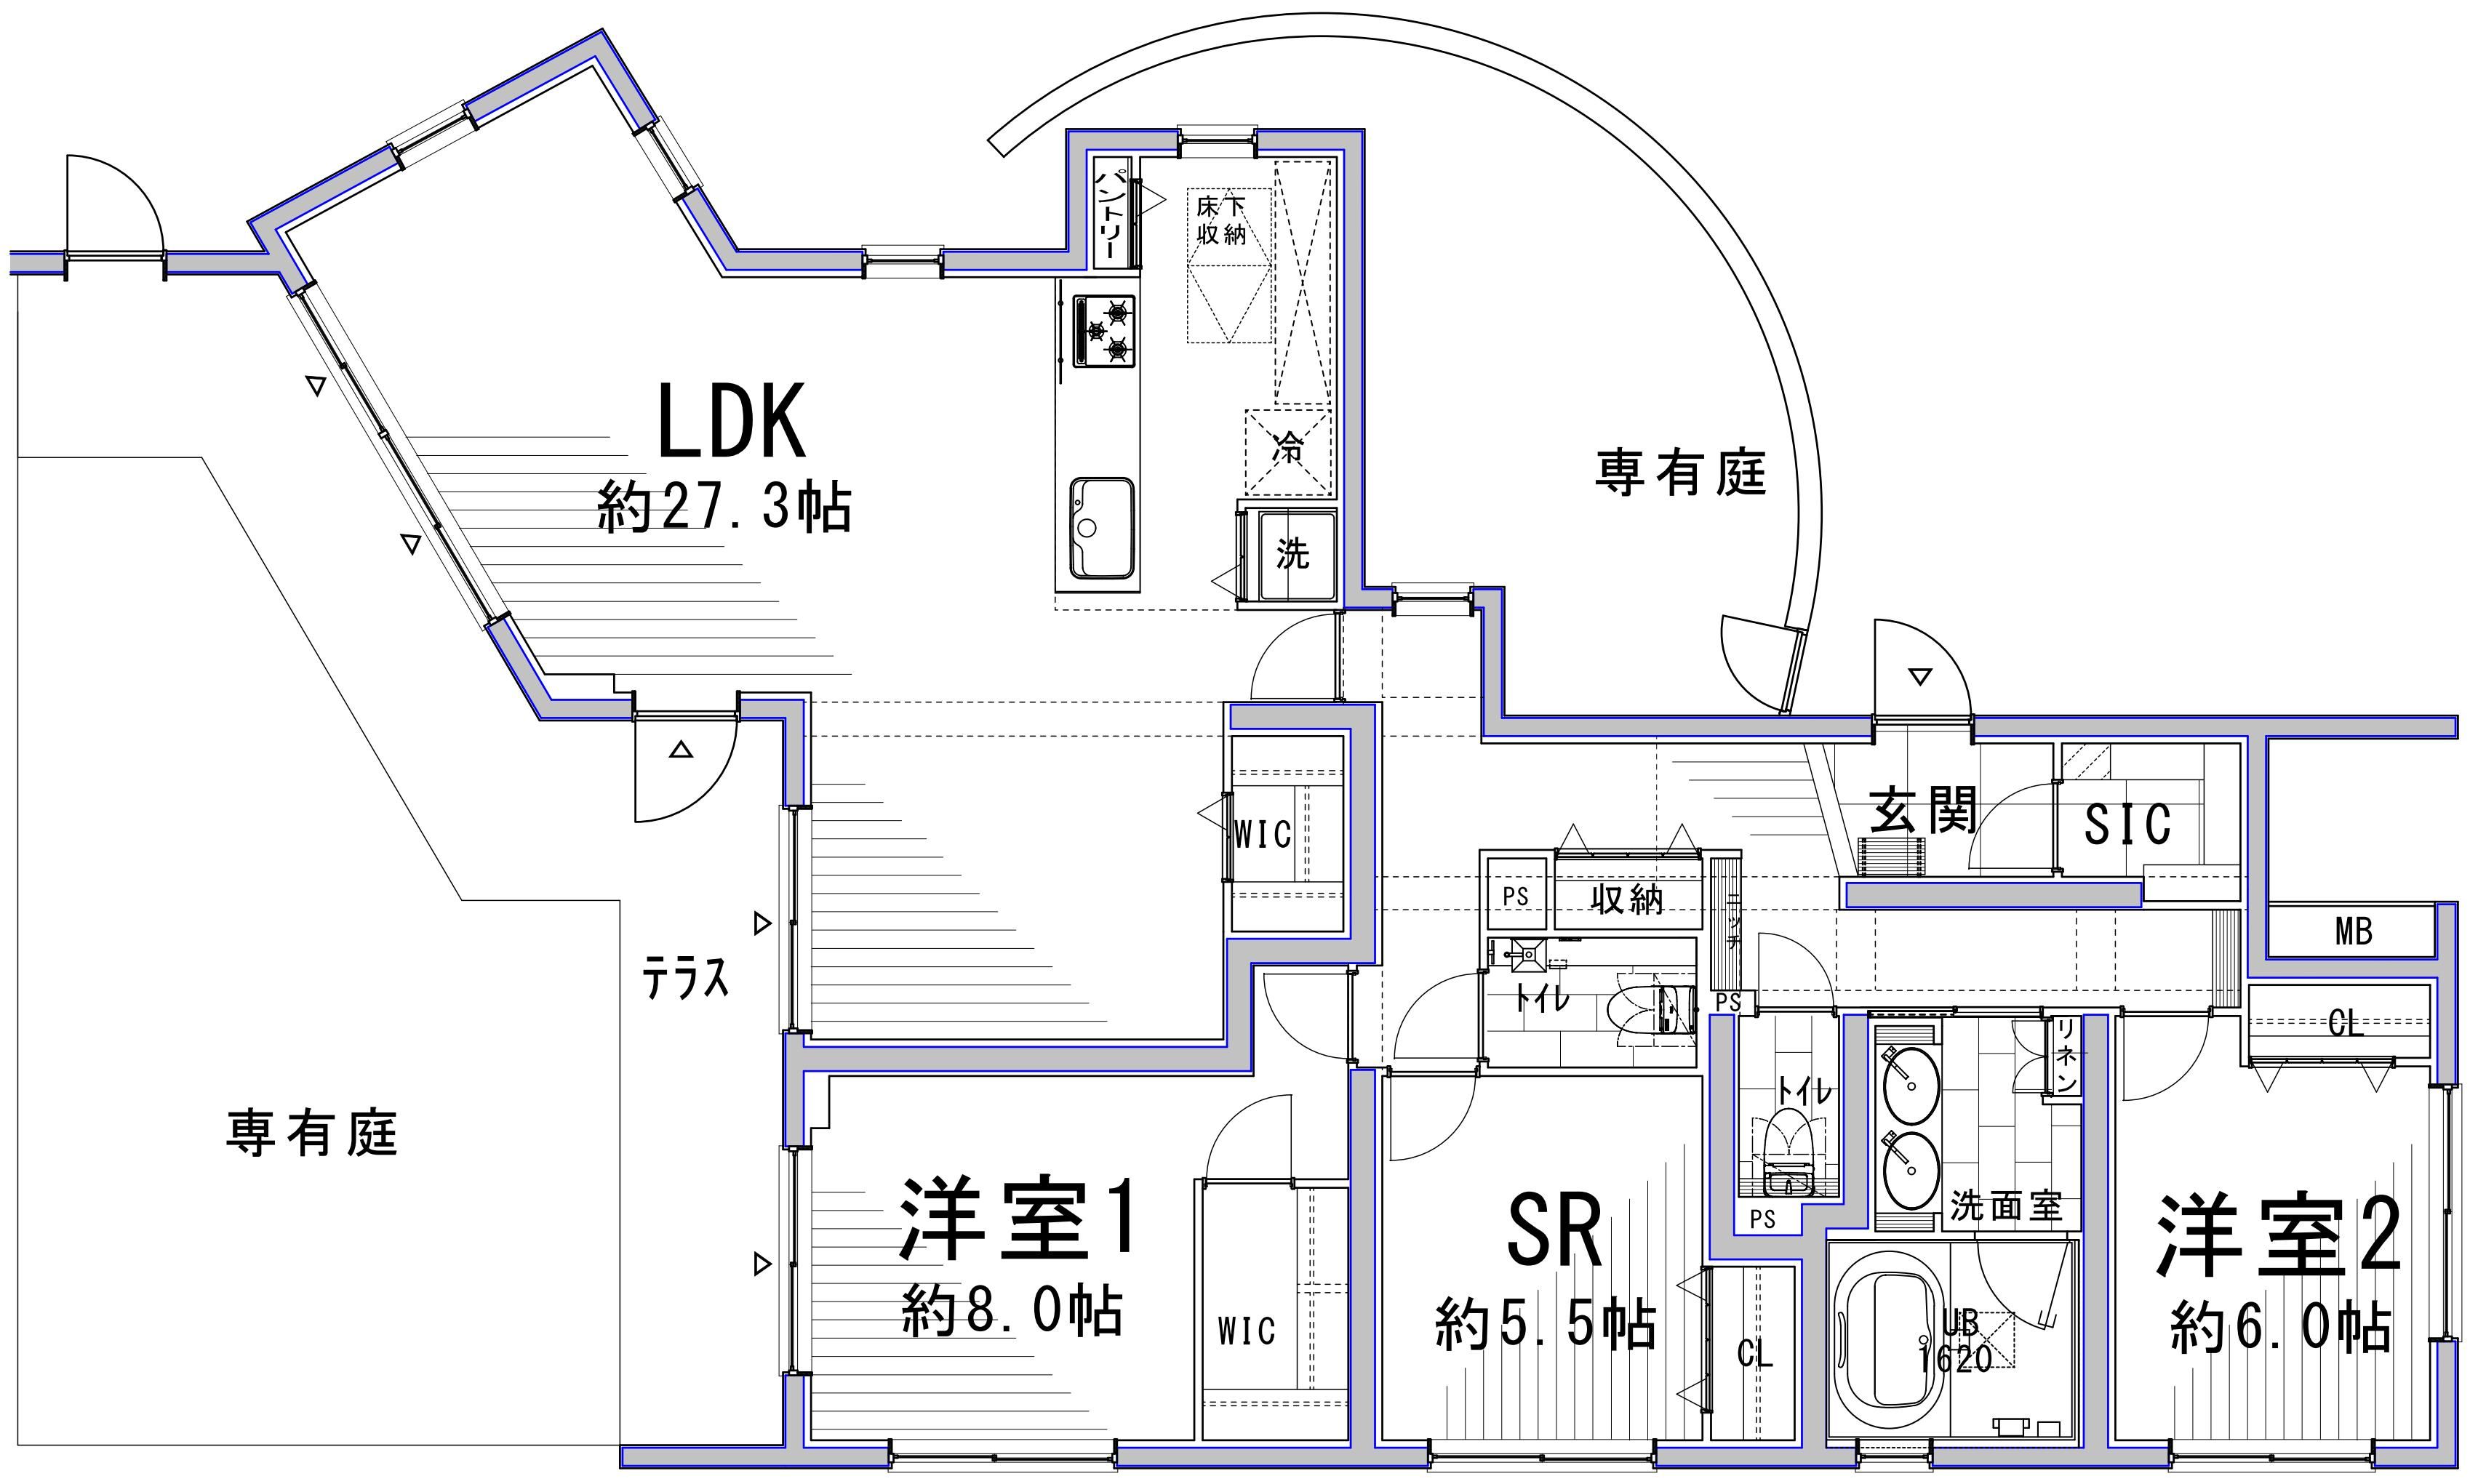 パントリー
床下
収納
LDK
約27.3帖
冷
洗
専有庭
玄関
SIC
WIC
PS
収納
ニッチ
MB
テラス
トイレ
PS
CL
リネン
トイレ
専有庭
洋室1
約8.0帖
WIC
SR
約5.5帖
PS
CL
洗面室
UB
1620
洋室2
約6.0帖